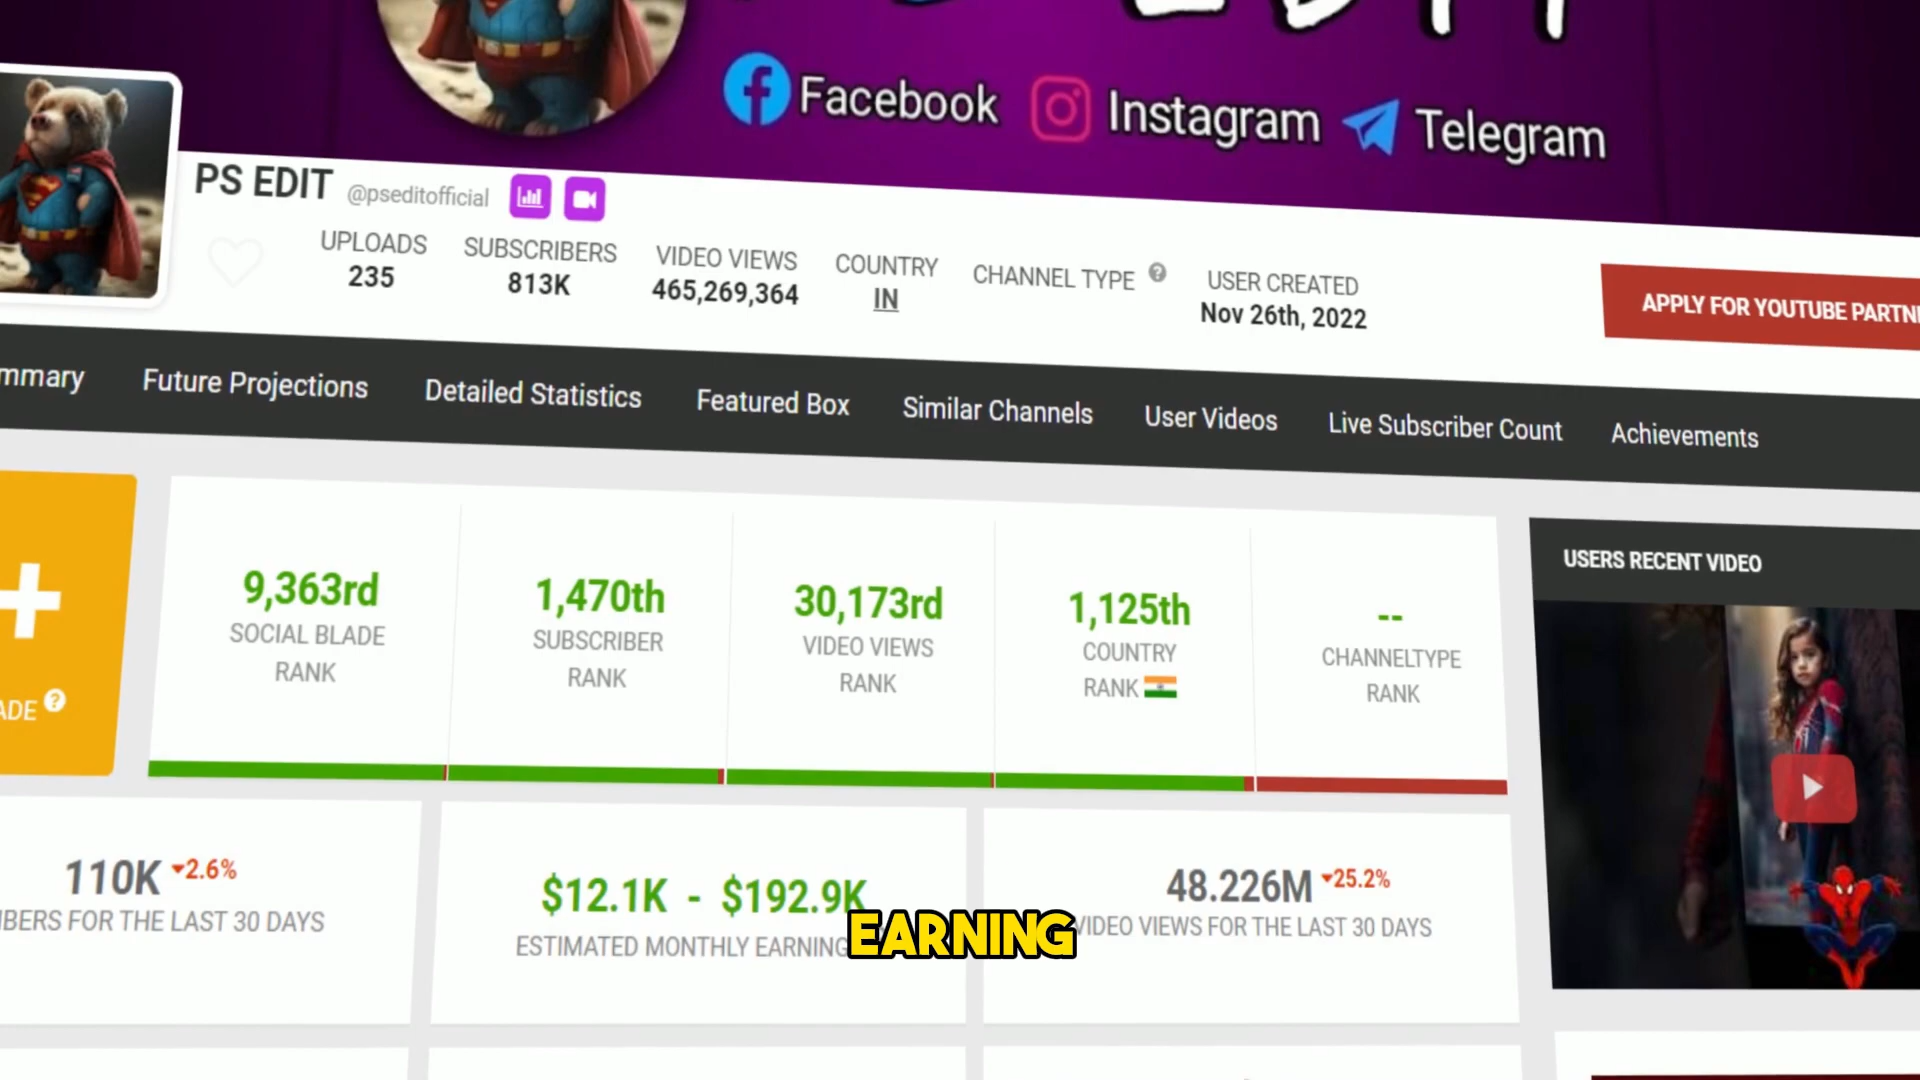 Facebook Instagram Telegram
PS EDIT @pseditofficial
UPLOADS SUBSCRIBERS VIDEO VIEWS COUNTRY CHANNEL TYPE ? USER CREATED
235 813K 465,269,364 IN Nov 26th, 2022
APPLY FOR YOUTUBE PARTN
mmary Future Projections Detailed Statistics Featured Box Similar Channels User Videos Live Subscriber Count Achievements
+
ADE ?
9,363rd
SOCIAL BLADE
RANK
1,470th
SUBSCRIBER
RANK
30,173rd
VIDEO VIEWS
RANK
1,125th
COUNTRY
RANK
--
CHANNELTYPE
RANK
USERS RECENT VIDEO
110K 2.6%
IBERS FOR THE LAST 30 DAYS
$12.1K - $192.9K
ESTIMATED MONTHLY EARNING
48.226M 25.2%
VIDEO VIEWS FOR THE LAST 30 DAYS
EARNING